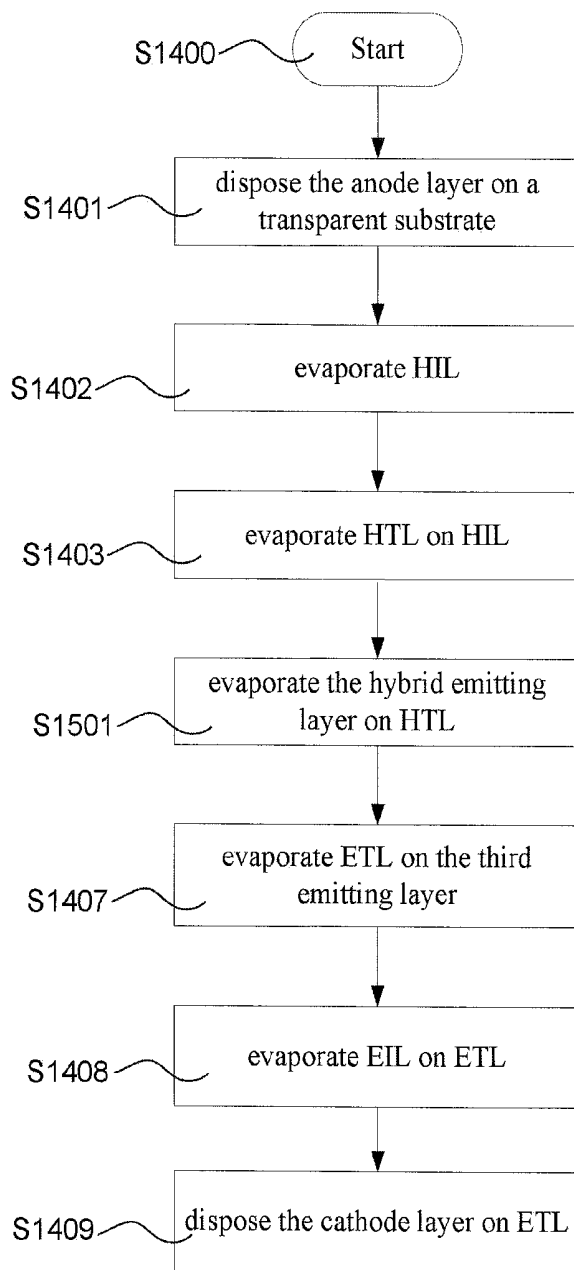 S1400
Start
S1401
dispose the anode layer on a
transparent substrate
S1402
evaporate HIL
S1403
evaporate HTL on HIL
S1501
evaporate the hybrid emitting
layer on HTL
S1407
evaporate ETL on the third
emitting layer
S1408
evaporate EIL on ETL
S1409
dispose the cathode layer on ETL